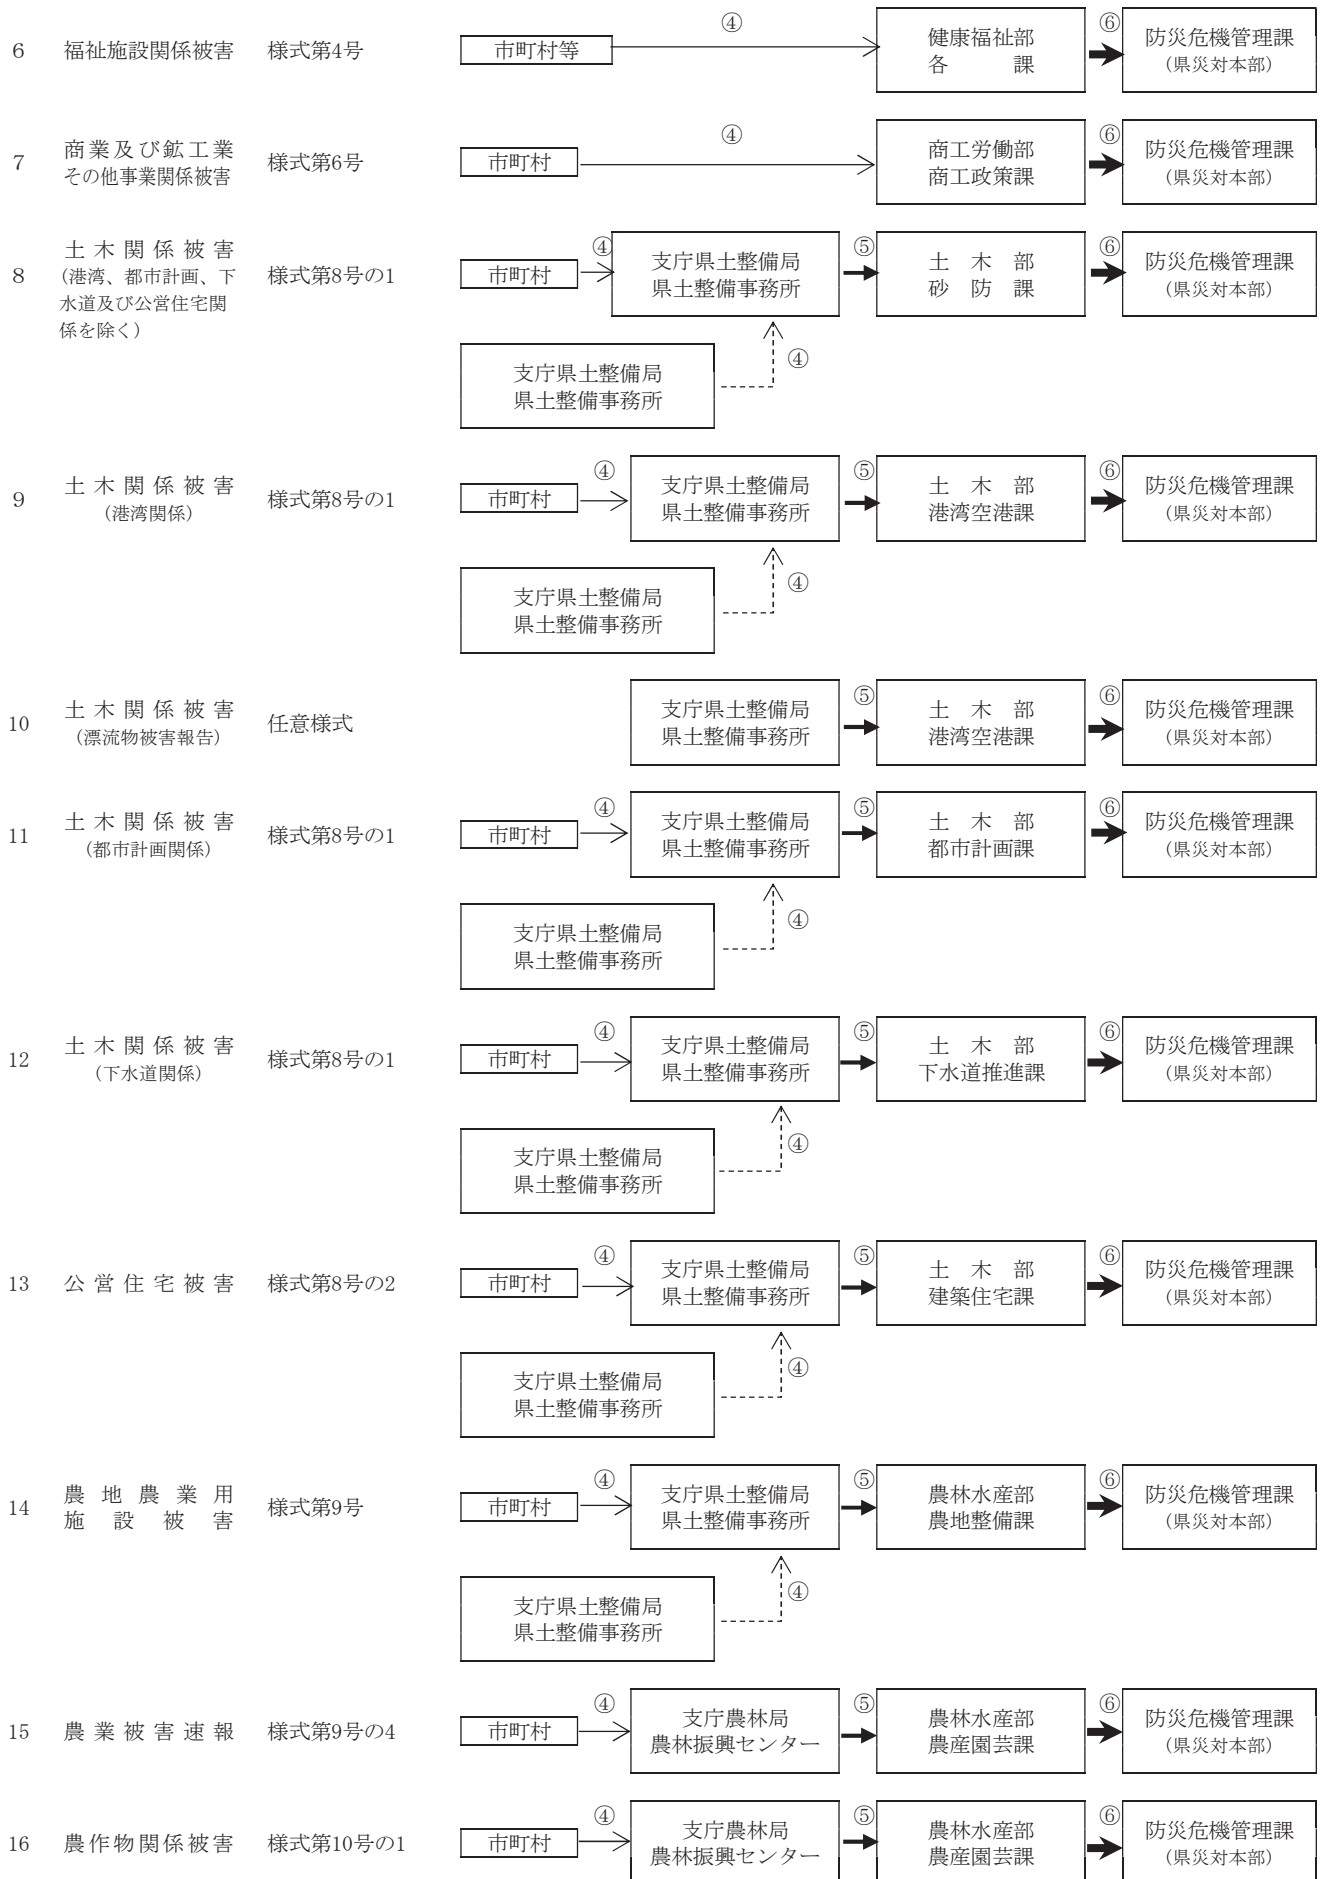 ④ ⑥
6 福祉施設関係被害 様式第4号 市町村等 健康福祉部 各課 防災危機管理課 (県災対本部)
④ ⑥
7 商業及び鉱工業 その他事業関係被害 様式第6号 市町村 商工労働部 商工政策課 防災危機管理課 (県災対本部)
④ ⑤ ⑥
8 土木関係被害 (港湾、都市計画、下 水道及び公営住宅関 係を除く) 様式第8号の1 市町村 支庁県土整備局 県土整備事務所 土木部 砂防課 防災危機管理課 (県災対本部)
支庁県土整備局 県土整備事務所 ④
④ ⑤ ⑥
9 土木関係被害 (港湾関係) 様式第8号の1 市町村 支庁県土整備局 県土整備事務所 土木部 港湾空港課 防災危機管理課 (県災対本部)
支庁県土整備局 県土整備事務所 ④
⑤ ⑥
10 土木関係被害 (漂流物被害報告) 任意様式 支庁県土整備局 県土整備事務所 土木部 港湾空港課 防災危機管理課 (県災対本部)
④ ⑤ ⑥
11 土木関係被害 (都市計画関係) 様式第8号の1 市町村 支庁県土整備局 県土整備事務所 土木部 都市計画課 防災危機管理課 (県災対本部)
支庁県土整備局 県土整備事務所 ④
④ ⑤ ⑥
12 土木関係被害 (下水道関係) 様式第8号の1 市町村 支庁県土整備局 県土整備事務所 土木部 下水道推進課 防災危機管理課 (県災対本部)
支庁県土整備局 県土整備事務所 ④
④ ⑤ ⑥
13 公営住宅被害 様式第8号の2 市町村 支庁県土整備局 県土整備事務所 土木部 建築住宅課 防災危機管理課 (県災対本部)
支庁県土整備局 県土整備事務所 ④
④ ⑤ ⑥
14 農地農業用 施設被害 様式第9号 市町村 支庁県土整備局 県土整備事務所 農林水産部 農地整備課 防災危機管理課 (県災対本部)
支庁県土整備局 県土整備事務所 ④
④ ⑤ ⑥
15 農業被害速報 様式第9号の4 市町村 支庁農林局 農林振興センター 農林水産部 農産園芸課 防災危機管理課 (県災対本部)
④ ⑤ ⑥
16 農作物関係被害 様式第10号の1 市町村 支庁農林局 農林振興センター 農林水産部 農産園芸課 防災危機管理課 (県災対本部)